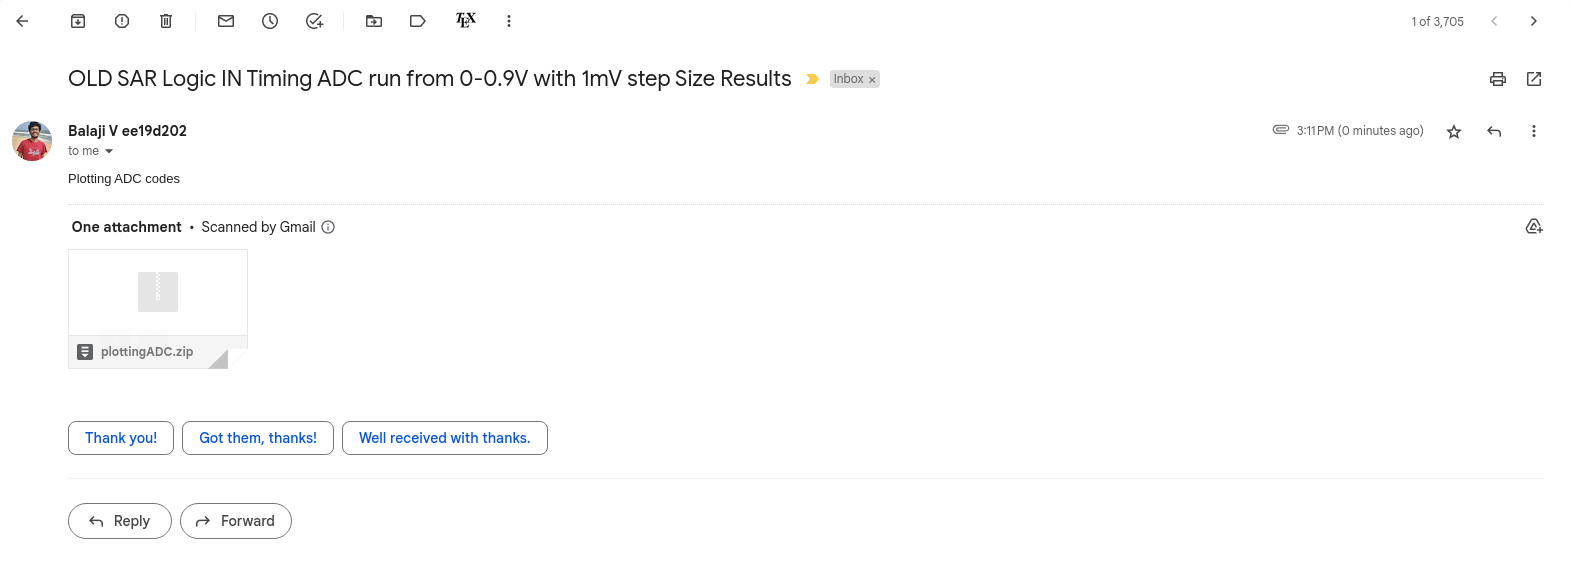 TEX
1 of 3,705
OLD SAR Logic IN Timing ADC run from 0-0.9V with 1mV step Size Results
Inbox ×
Balaji V ee19d202
3:11 PM (0 minutes ago)
to me
Plotting ADC codes
One attachment • Scanned by Gmail
plottingADC.zip
Thank you!
Got them, thanks!
Well received with thanks.
Reply
Forward